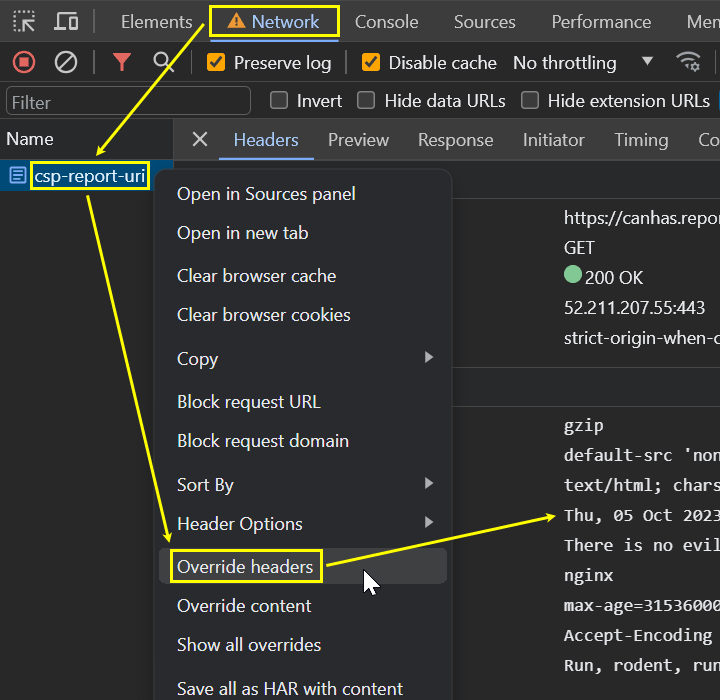 Elements Network Console Sources Performance Mem
Preserve log Disable cache No throttling
Filter Invert Hide data URLs Hide extension URLs
Name Headers Preview Response Initiator Timing Co
csp-report-uri
Open in Sources panel
https://canhas.repor
Open in new tab
GET
Clear browser cache
200 OK
Clear browser cookies
52.211.207.55:443
strict-origin-when-c
Copy
Block request URL
gzip
Block request domain
default-src 'non
Sort By
text/html; chars
Header Options
Thu, 05 Oct 2023
There is no evil
Override headers
nginx
Override content
max-age=31536000
Accept-Encoding
Show all overrides
Run, rodent, run
Save all as HAR with content